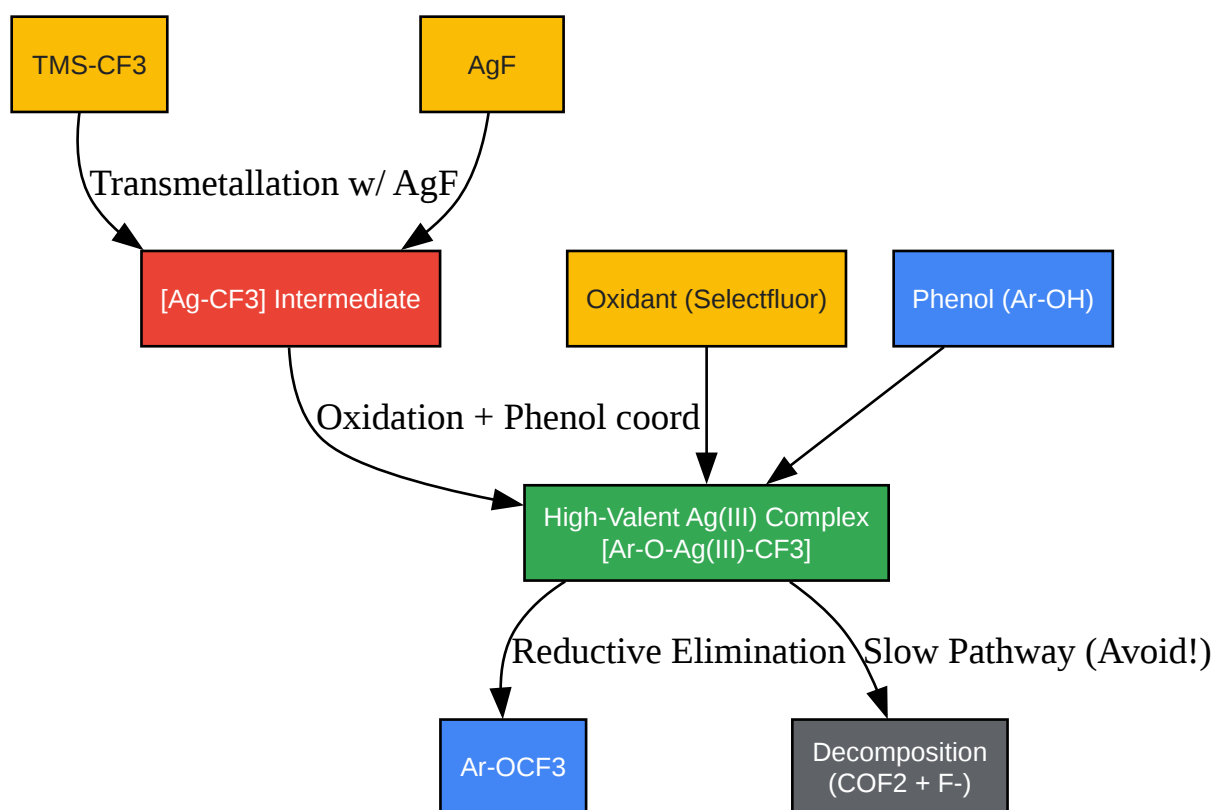 TMS-CF3
AgF
Transmetallation w/ AgF
[Ag-CF3] Intermediate
Oxidant (Selectfluor)
Phenol (Ar-OH)
Oxidation + Phenol coord
High-Valent Ag(III) Complex
[Ar-O-Ag(III)-CF3]
Reductive Elimination
Slow Pathway (Avoid!)
Ar-OCF3
Decomposition
(COF2 + F-)